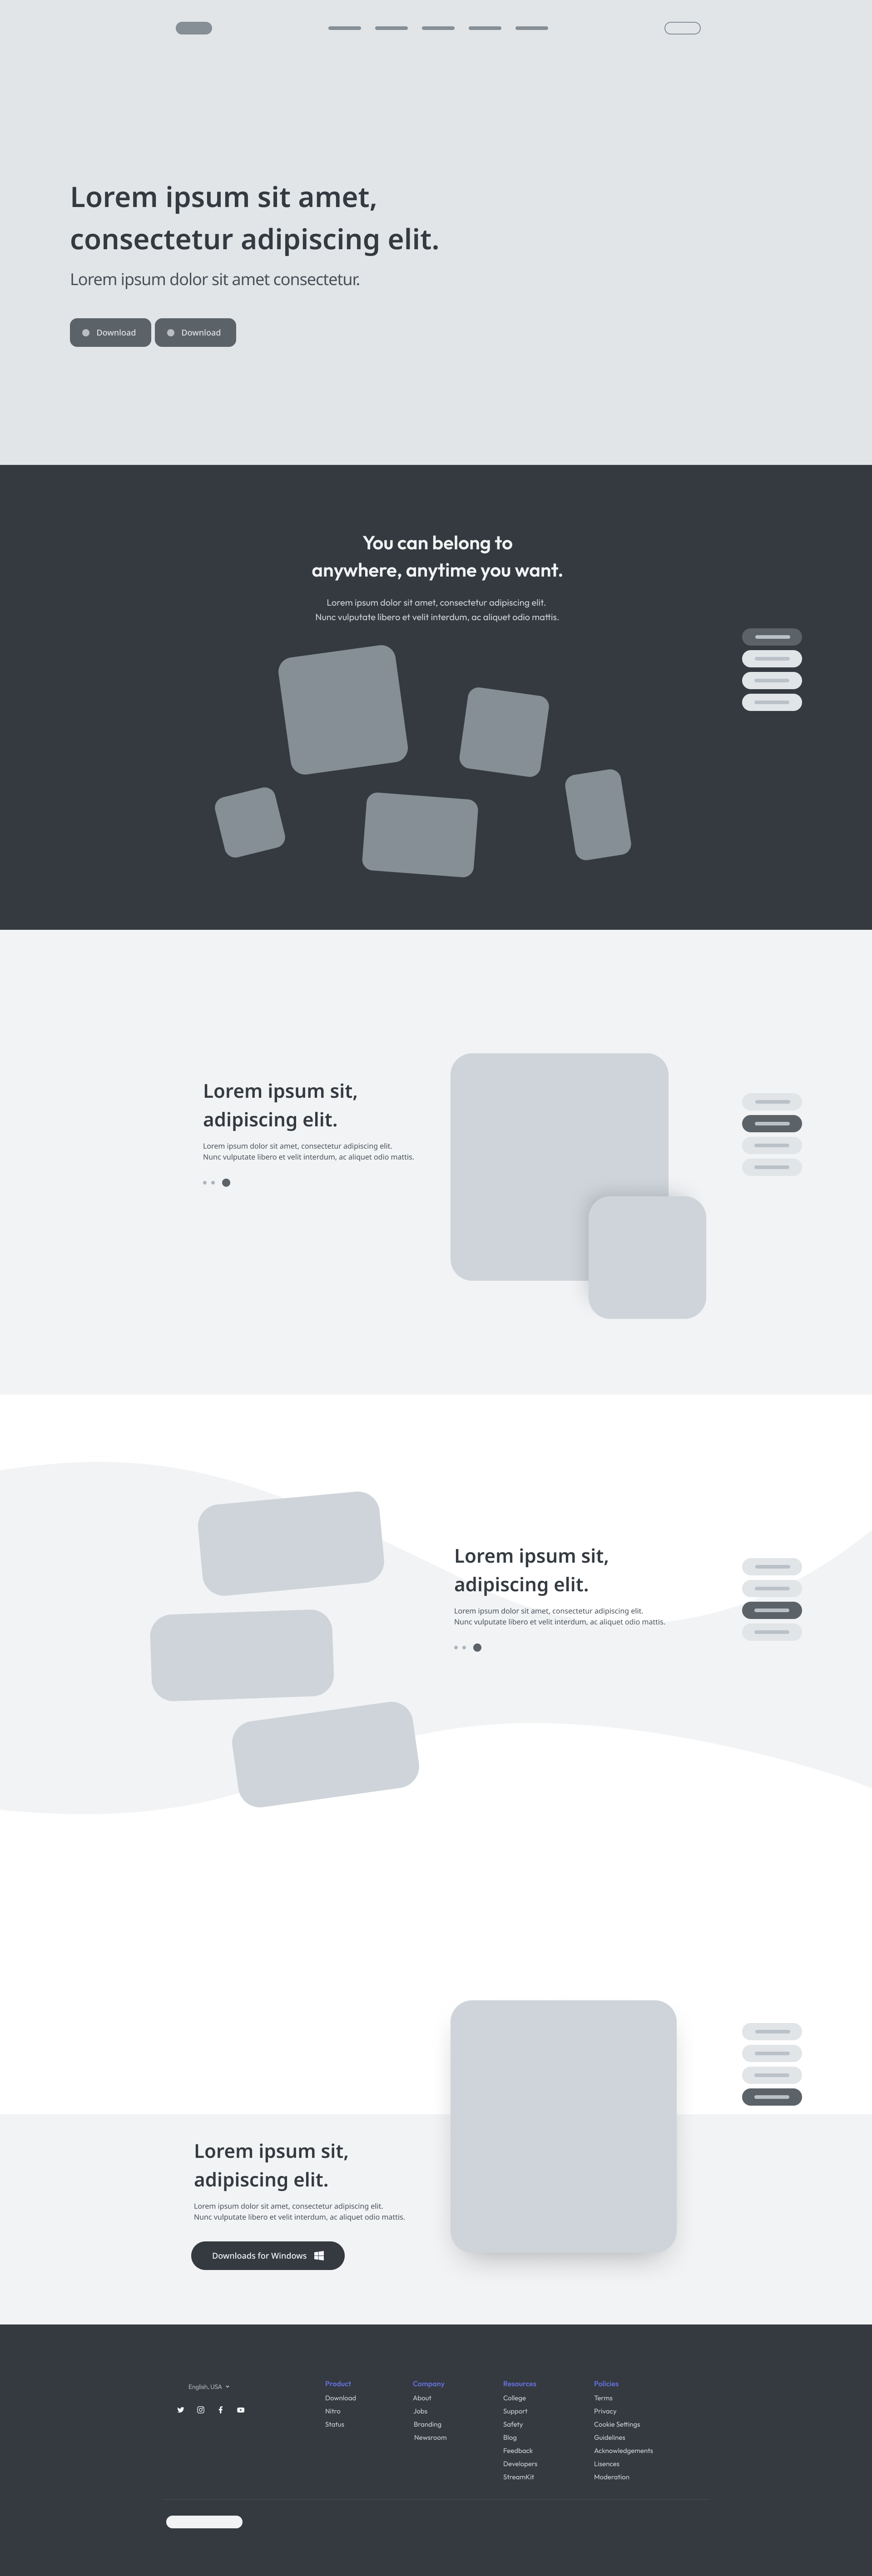 Lorem ipsum sit amet,
consectetur adipiscing elit.
Lorem ipsum dolor sit amet consectetur.
Download
Download
You can belong to
anywhere, anytime you want.
Lorem ipsum dolor sit amet, consectetur adipiscing elit.
Nunc vulputate libero et velit interdum, ac aliquet odio mattis.
Lorem ipsum sit,
adipiscing elit.
Lorem ipsum dolor sit amet, consectetur adipiscing elit.
Nunc vulputate libero et velit interdum, ac aliquet odio mattis.
Lorem ipsum sit,
adipiscing elit.
Lorem ipsum dolor sit amet, consectetur adipiscing elit.
Nunc vulputate libero et velit interdum, ac aliquet odio mattis.
Lorem ipsum sit,
adipiscing elit.
Lorem ipsum dolor sit amet, consectetur adipiscing elit.
Nunc vulputate libero et velit interdum, ac aliquet odio mattis.
Downloads for Windows
English, USA
Product
Download
Nitro
Status
Company
About
Jobs
Branding
Newsroom
Resources
College
Support
Safety
Blog
Feedback
Developers
StreamKit
Policies
Terms
Privacy
Cookie Settings
Guidelines
Acknowledgements
Lisences
Moderation